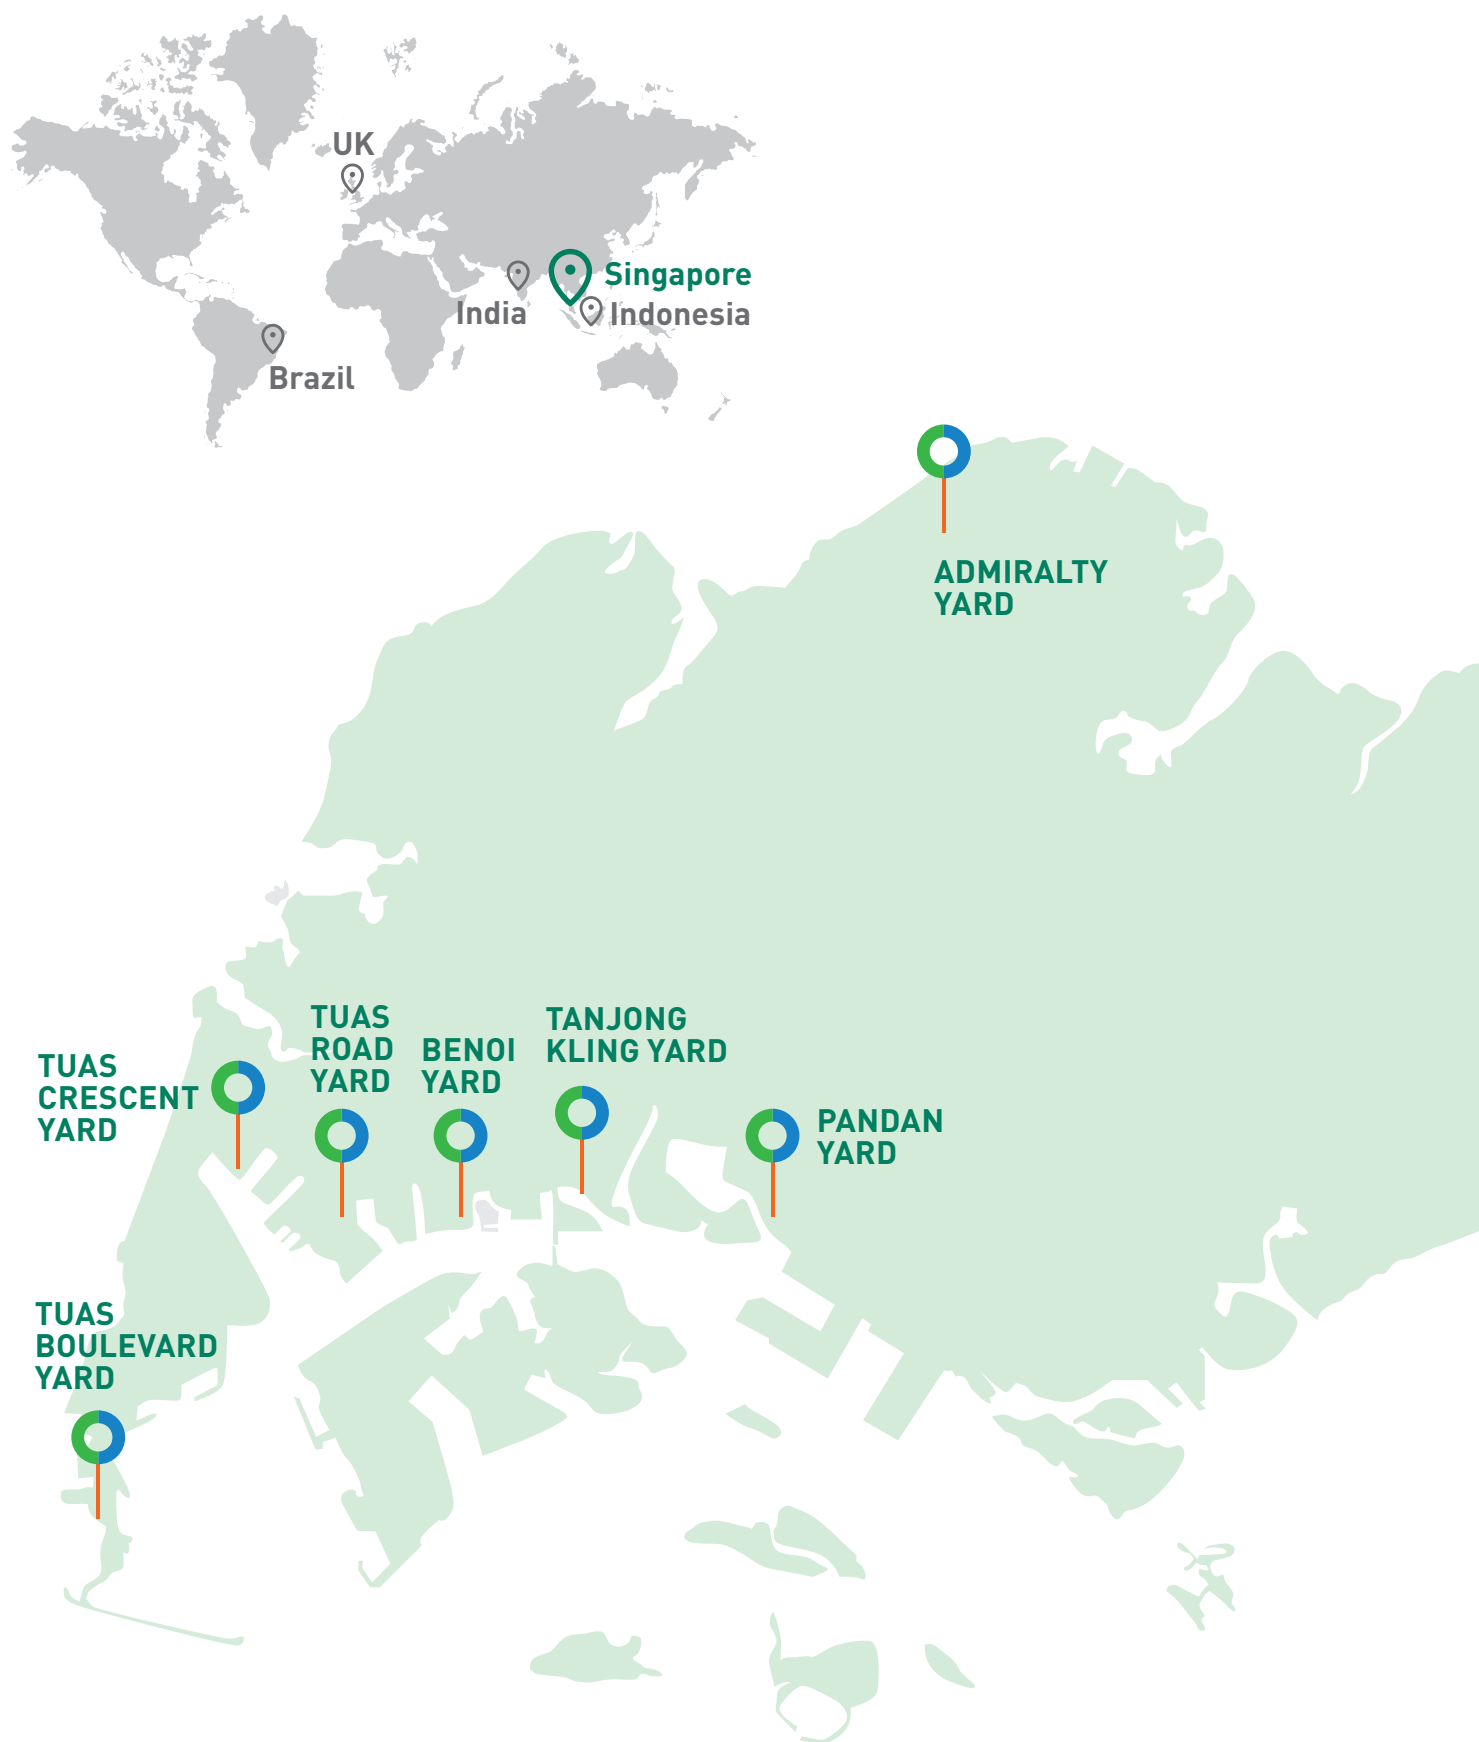 UK
Singapore
India
Indonesia
Brazil
ADMIRALTY
YARD
TUAS
ROAD
YARD
BENOI
YARD
TANJONG
KLING YARD
TUAS
CRESCENT
YARD
PANDAN
YARD
TUAS
BOULEVARD
YARD